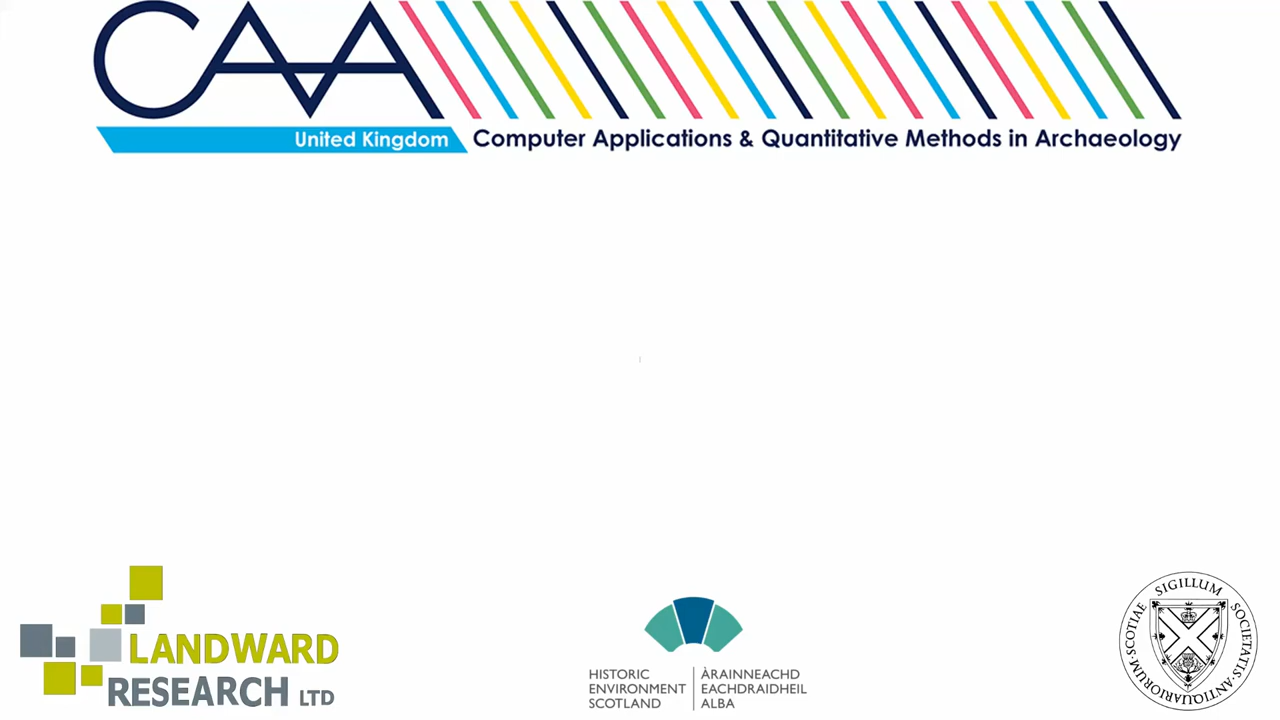 CAA
United Kingdom
Computer Applications & Quantitative Methods in Archaeology
LANDWARD
RESEARCH LTD
HISTORIC
ENVIRONMENT
SCOTLAND
ÀRAINNEACHD
EACHDRAIDHEIL
ALBA
SIGILLUM SOCIETATIS·ANTIQUARIORUM·SCOTIAE